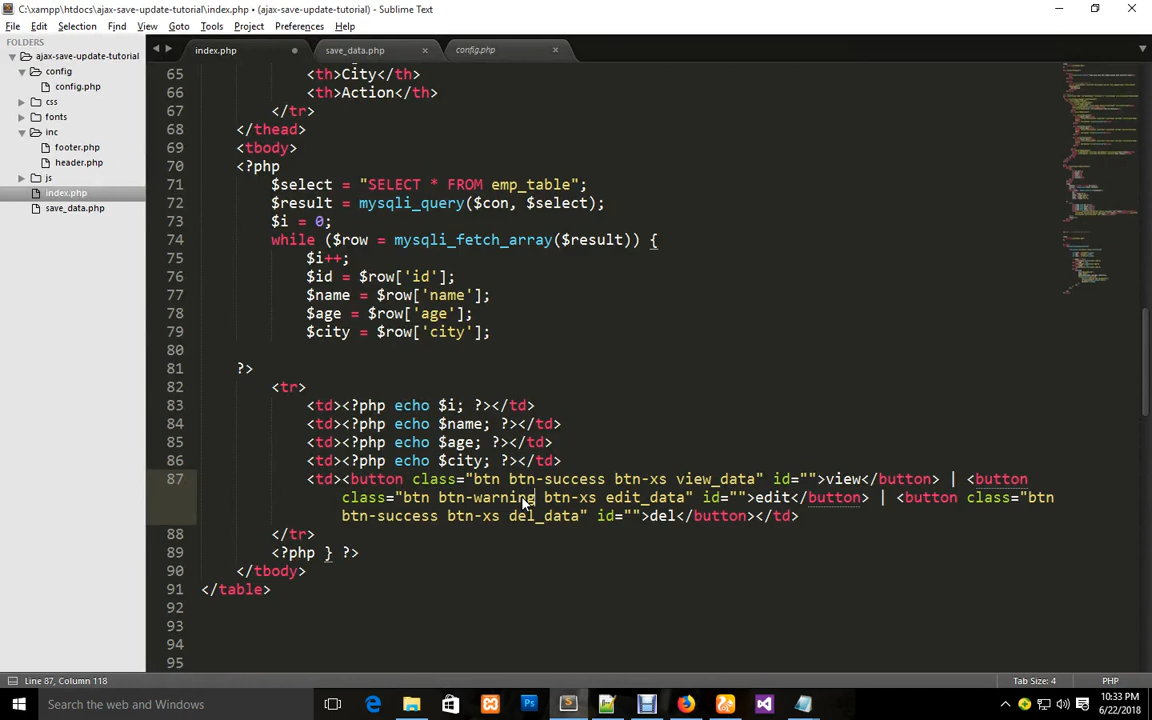 C:\xampp\htdocs\ajax-save-update-tutorial\index.php • (ajax-save-update-tutorial) - Sublime Text
File Edit Selection Find View Goto Tools Project Preferences Help
FOLDERS
ajax-save-update-tutorial
config
config.php
css
fonts
inc
footer.php
header.php
js
index.php
save_data.php
index.php save_data.php config.php
65 <th>City</th>
66 <th>Action</th>
67 </tr>
68 </thead>
69 <tbody>
70 <?php
71 $select = "SELECT * FROM emp_table";
72 $result = mysqli_query($con, $select);
73 $i = 0;
74 while ($row = mysqli_fetch_array($result)) {
75 $i++;
76 $id = $row['id'];
77 $name = $row['name'];
78 $age = $row['age'];
79 $city = $row['city'];
80
81 ?>
82 <tr>
83 <td><?php echo $i; ?></td>
84 <td><?php echo $name; ?></td>
85 <td><?php echo $age; ?></td>
86 <td><?php echo $city; ?></td>
87 <td><button class="btn btn-success btn-xs view_data" id="">view</button> | <button
class="btn btn-warning btn-xs edit_data" id="">edit</button> | <button class="btn
btn-success btn-xs del_data" id="">del</button></td>
88 </tr>
89 <?php } ?>
90 </tbody>
91 </table>
92
93
94
95
Line 87, Column 118 Tab Size: 4 PHP
Search the web and Windows
10:33 PM
6/22/2018